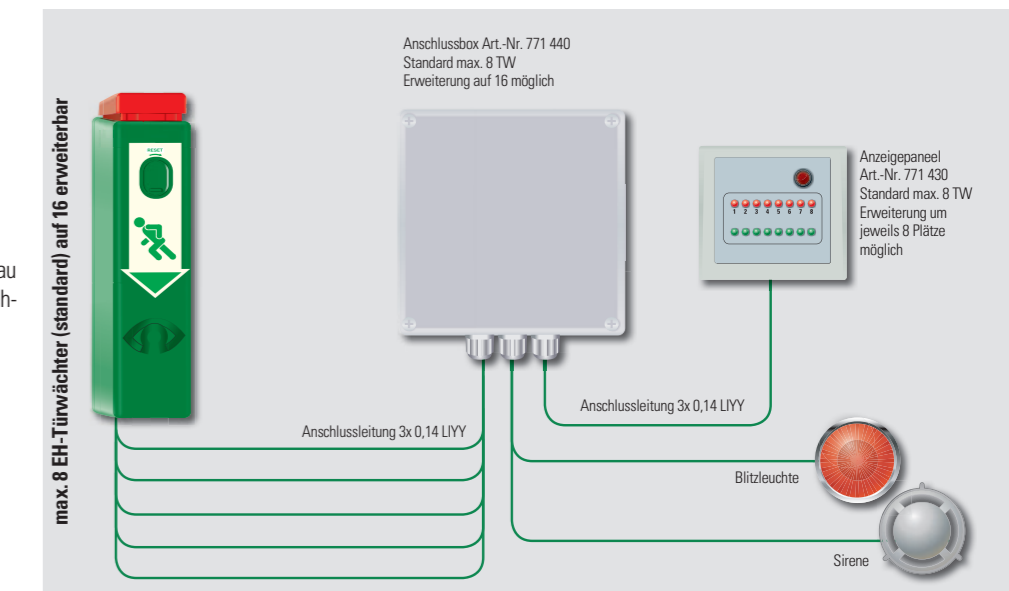 au
h-
max. 8 EH-Türwächter (standard) auf 16 erweiterbar
RESET
Anschlussbox Art.-Nr. 771 440
Standard max. 8 TW
Erweiterung auf 16 möglich
Anzeigepaneel
Art.-Nr. 771 430
Standard max. 8 TW
Erweiterung um
jeweils 8 Plätze
möglich
1 2 3 4 5 6 7 8
Anschlussleitung 3x 0,14 LIYY
Anschlussleitung 3x 0,14 LIYY
Blitzleuchte
Sirene